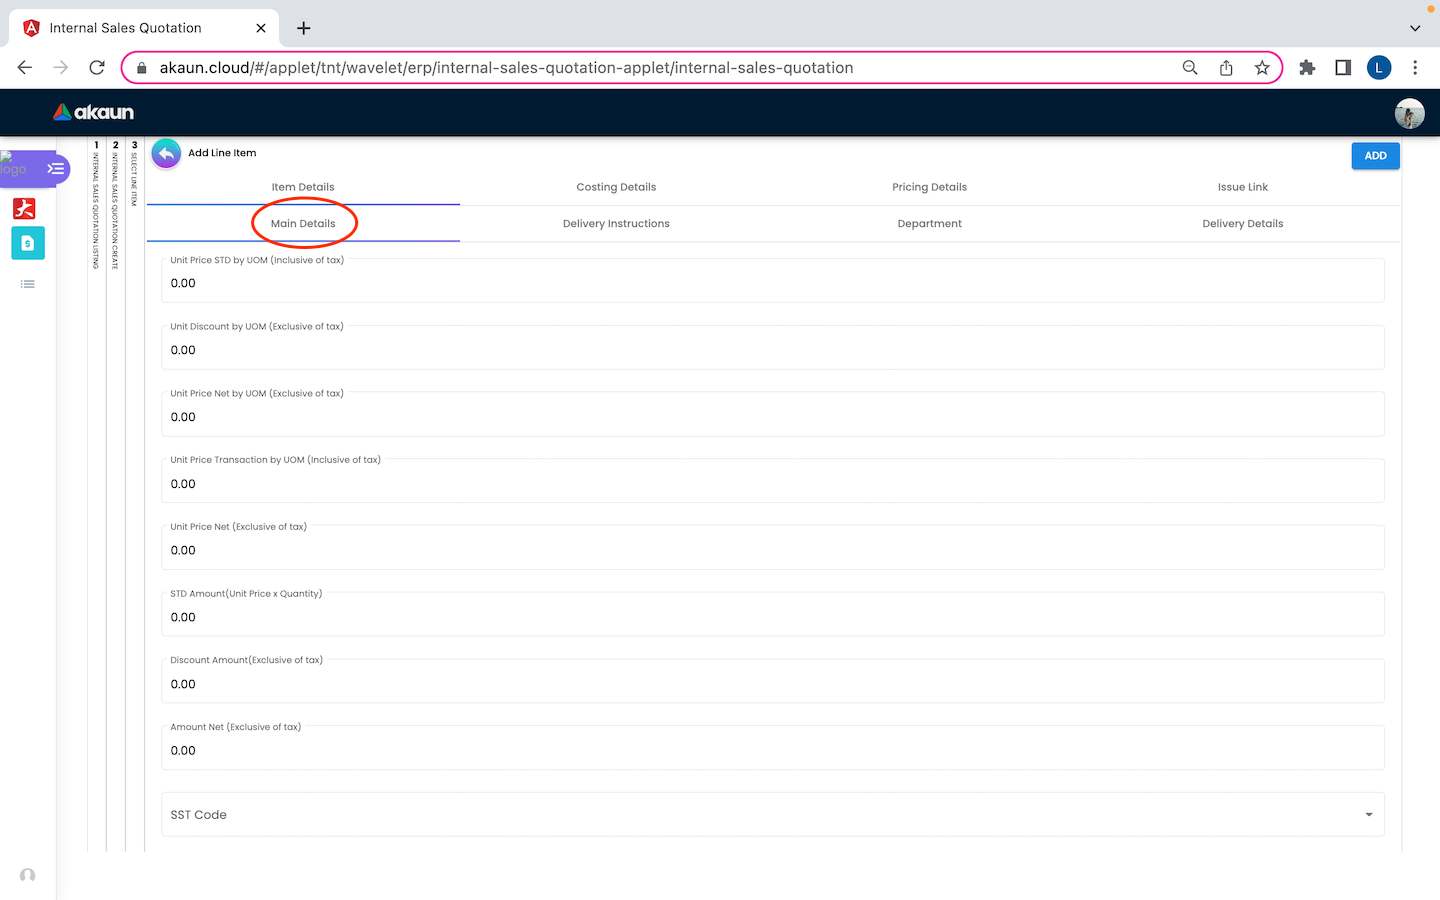 Internal Sales Quotation
akaun.cloud/#/applet/tnt/wavelet/erp/internal-sales-quotation-applet/internal-sales-quotation
L
akaun
logo
1 INTERNAL SALES QUOTATION LISTING
2 INTERNAL SALES QUOTATION CREATE
3 SELECT LINE ITEM
Add Line Item
ADD
Item Details Costing Details Pricing Details Issue Link
Main Details Delivery Instructions Department Delivery Details
Unit Price STD by UOM (Inclusive of tax)
0.00
Unit Discount by UOM (Exclusive of tax)
0.00
Unit Price Net by UOM (Exclusive of tax)
0.00
Unit Price Transaction by UOM (Inclusive of tax)
0.00
Unit Price Net (Exclusive of tax)
0.00
STD Amount(Unit Price x Quantity)
0.00
Discount Amount(Exclusive of tax)
0.00
Amount Net (Exclusive of tax)
0.00
SST Code